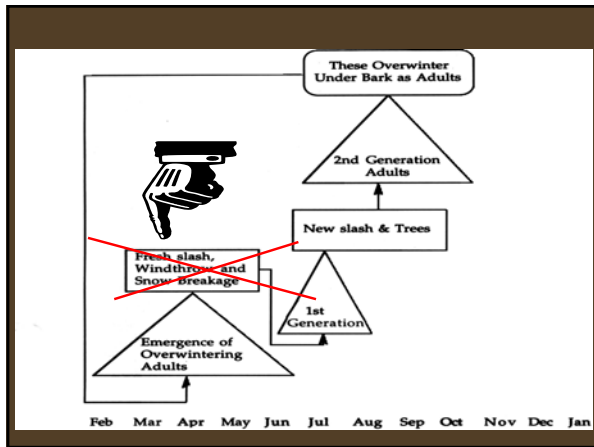 These Overwinter
Under Bark as Adults
2nd Generation
Adults
New slash & Trees
Fresh slash,
Windthrow and
Snow Breakage
1st
Generation
Emergence of
Overwintering
Adults
Feb Mar Apr May Jun Jul Aug Sep Oct Nov Dec Jan